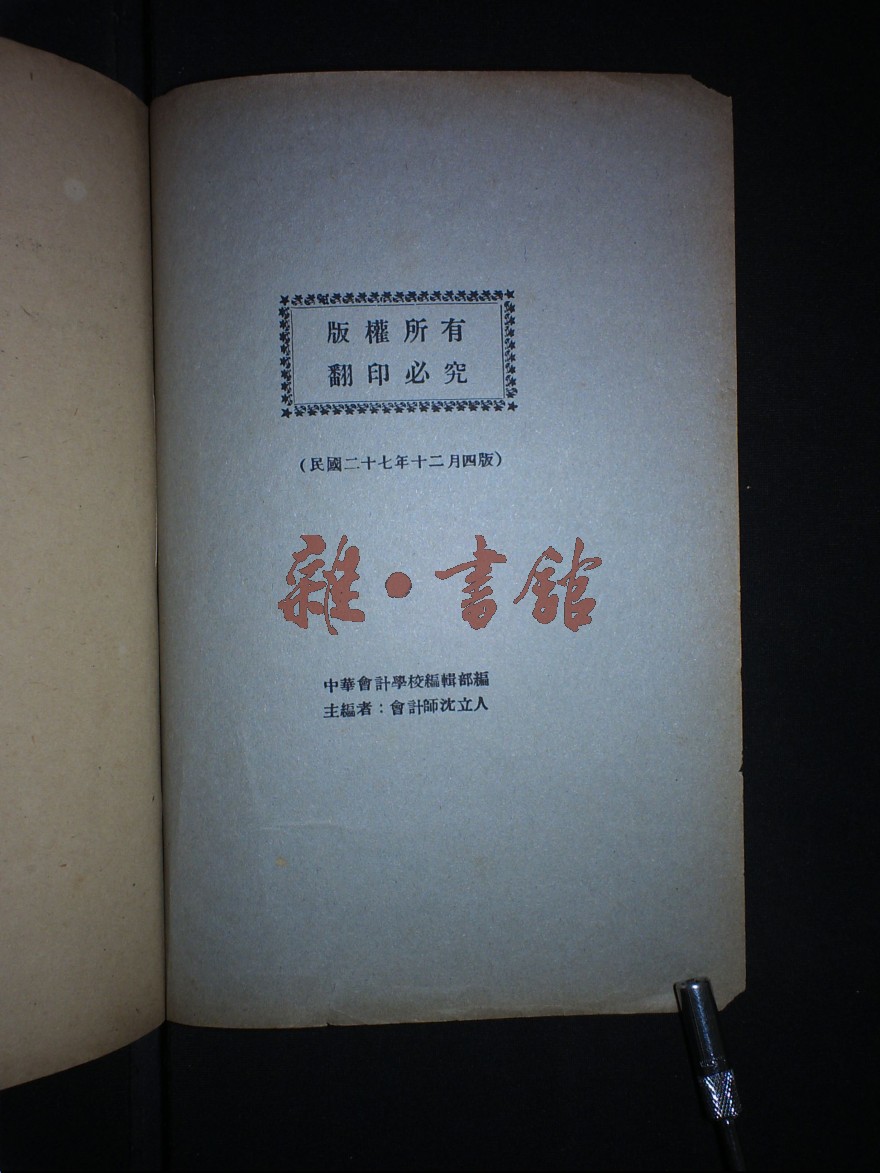 版權所有
翻印必究
(民國二十七年十二月四版)
雜·書館
中華會計學校編輯部編
主編者：會計師沈立人